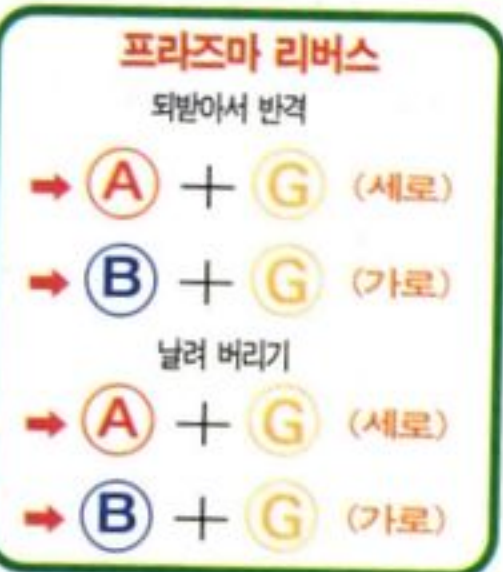 프라즈마 리버스
되받아서 반격
➡ Ⓐ + Ⓖ (세로)
➡ Ⓑ + Ⓖ (가로)
날려 버리기
➡ Ⓐ + Ⓖ (세로)
➡ Ⓑ + Ⓖ (가로)